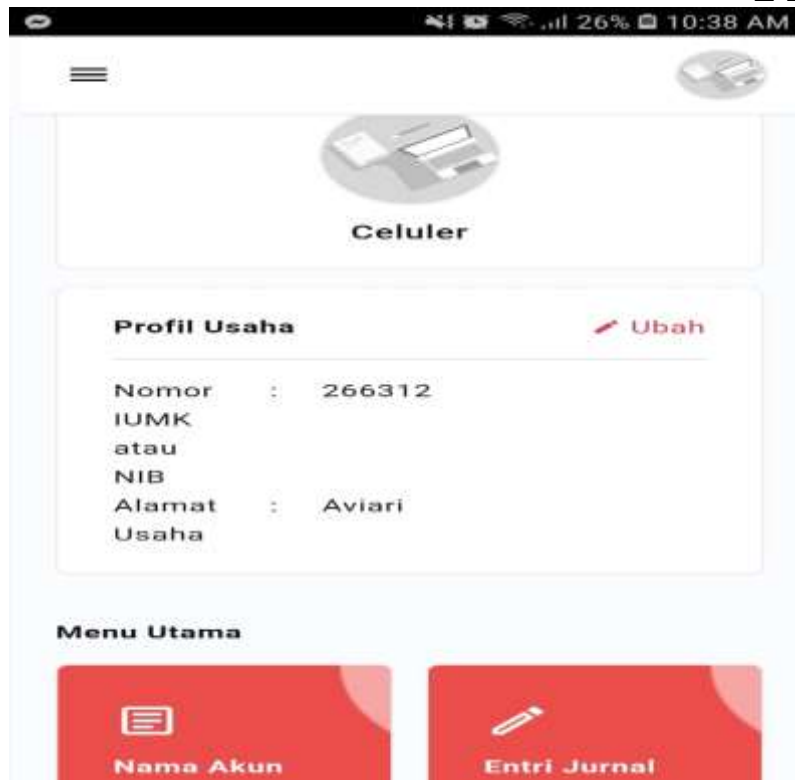 26% 10:38 AM
Celuler
Profil Usaha Ubah
Nomor : 266312
IUMK
atau
NIB
Alamat : Aviari
Usaha
Menu Utama
Nama Akun Entri Jurnal